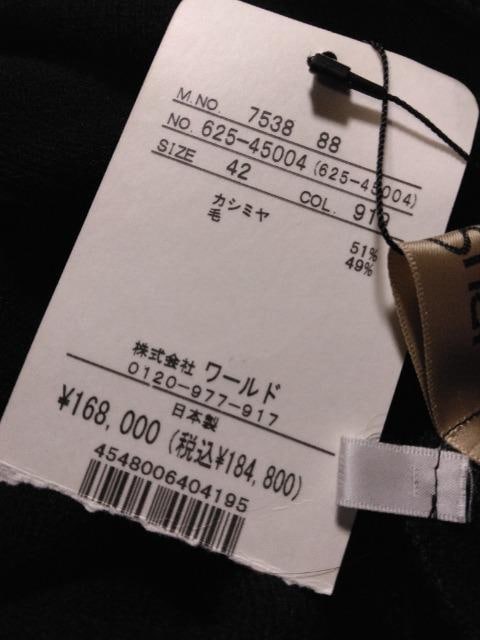 M.NO. 7538 88
NO. 625-45004 (625-45004)
SIZE 42 COL. 919
カシミヤ 51%
毛 49%
株式会社 ワールド
0120-977-917
日本製
¥168,000 (税込¥184,800)
4548006404195